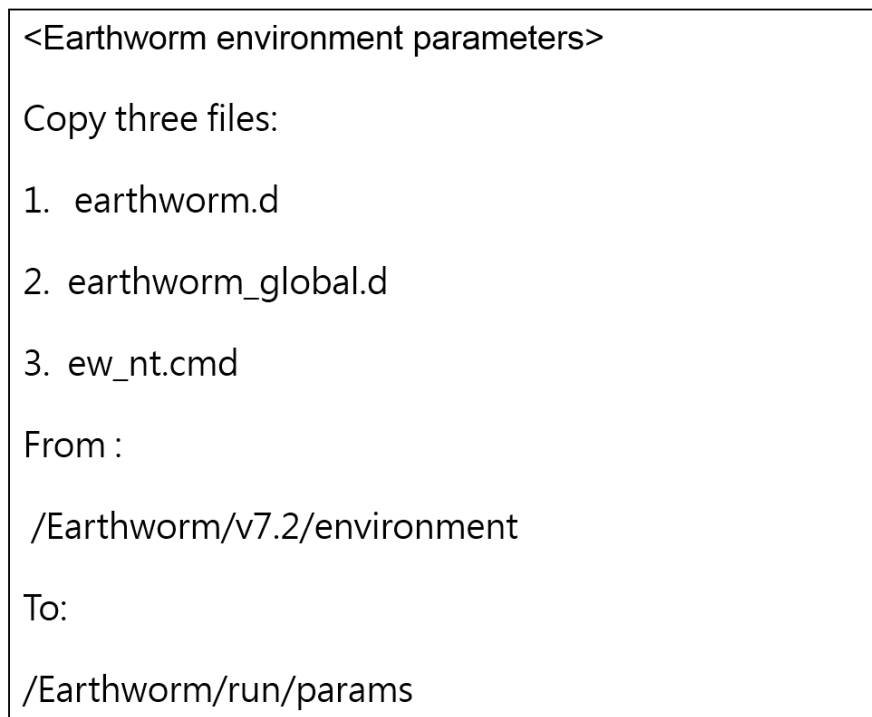 <Earthworm environment parameters>
Copy three files:
1. earthworm.d
2. earthworm_global.d
3. ew_nt.cmd
From :
/Earthworm/v7.2/environment
To:
/Earthworm/run/params